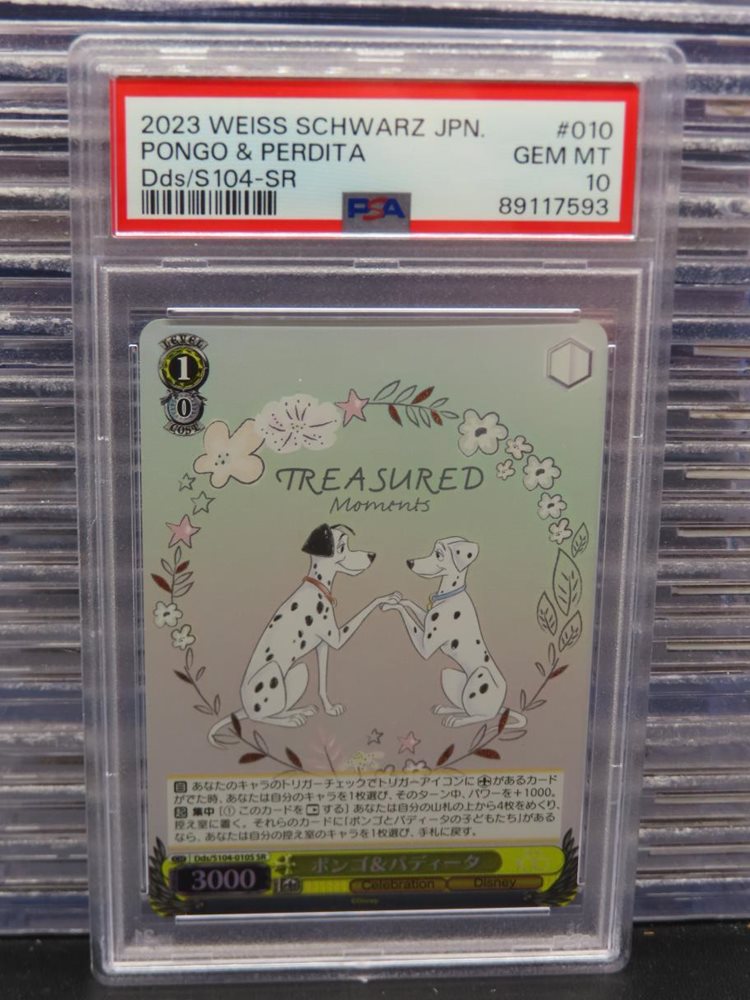 2023 WEISS SCHWARZ JPN. #010
PONGO & PERDITA GEM MT
Dds/S104-SR 10
PSA 89117593
LEVEL
1
0
COST
TREASURED
Moments
自 あなたのキャラのトリガーチェックでトリガーアイコンに があるカード
がでた時、あなたは自分のキャラを1枚選び、そのターン中、パワーを+1000。
起 集中 [① このカードを する] あなたは自分の山札の上から4枚をめくり、
控え室に置く。それらのカードに「ポンゴとパディータの子どもたち」がある
なら、あなたは自分の控え室のキャラを1枚選び、手札に戻す。
Dds/S104-010S SR
ポンゴ&パディータ
3000
Celebration Disney
©Disney